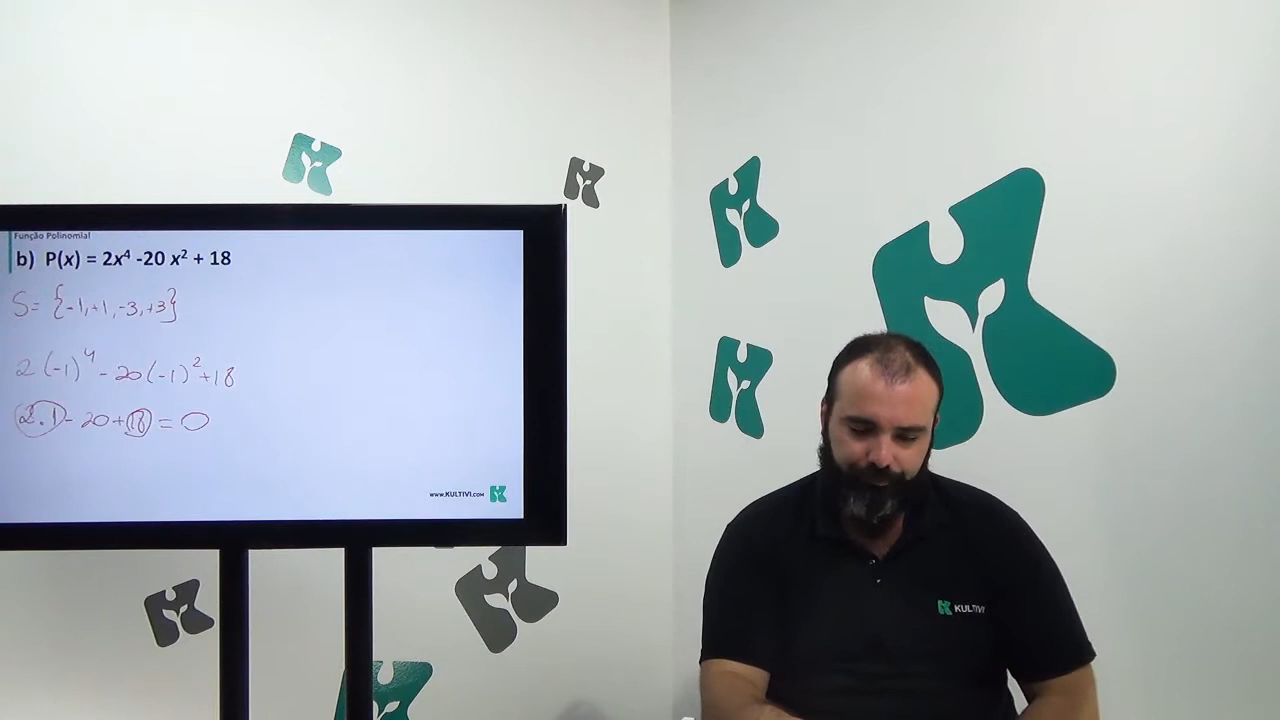 Função Polinomial
b) P(x) = 2x⁴ -20 x² + 18
S = {-1, +1, -3, +3}
2(-1)⁴ - 20(-1)² + 18
2.1 - 20 + 18 = 0
www.KULTIVI.COM
KULTIVI